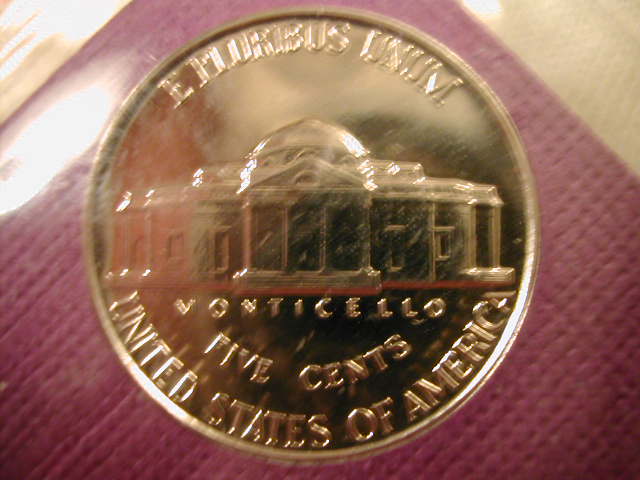 E PLURIBUS UNUM
MONTICELLO
FIVE CENTS
UNITED STATES OF AMERICA